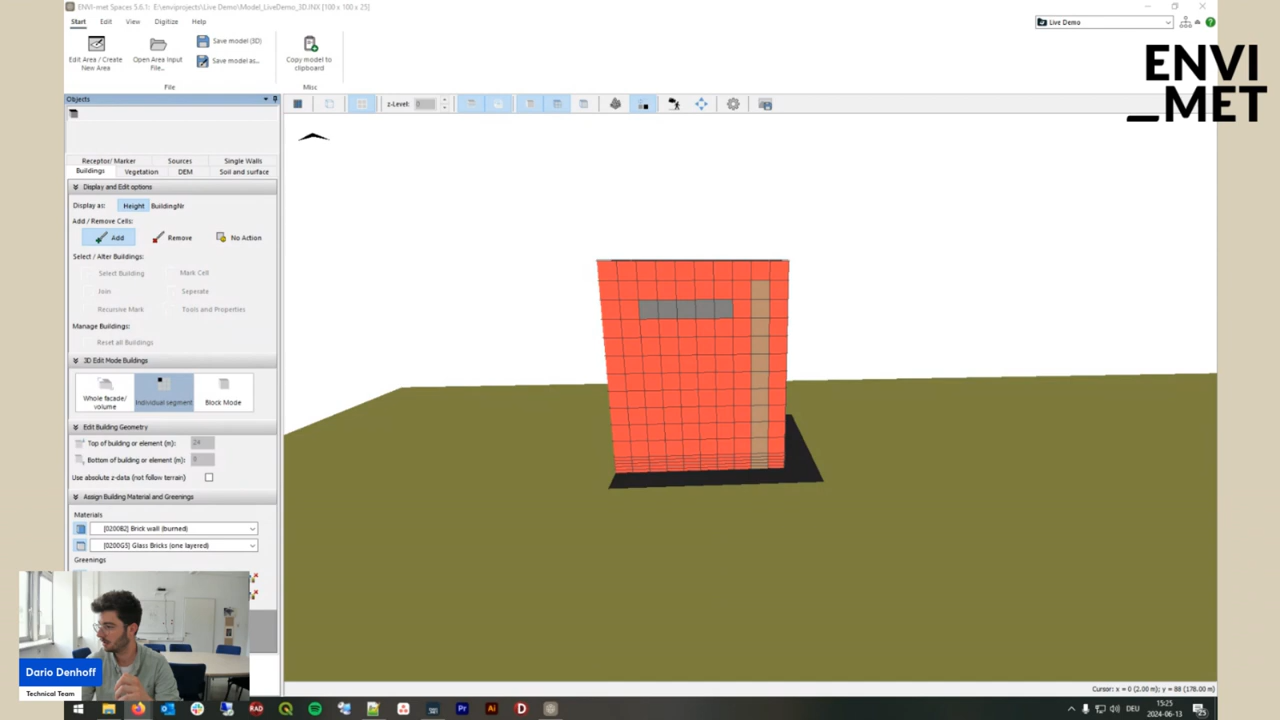 ENVI-met Spaces 5.6.1: E:\enviprojects\Live Demo\Model_LiveDemo_3D.INX [100 x 100 x 25]
Start Edit View Digitize Help
Live Demo
Edit Area / Create New Area
Open Area Input File...
Save model (3D)
Save model as...
Copy model to clipboard
File
Misc
ENVI
_MET
Objects
z-Level:
Receptor/ Marker Sources Single Walls
Buildings Vegetation DEM Soil and surface
Display and Edit options
Display as: Height BuildingNr
Add / Remove Cells:
Add Remove No Action
Select / Alter Buildings:
Select Building Mark Cell
Join Separate
Recursive Mark Tools and Properties
Manage Buildings:
Reset all Buildings
3D Edit Mode Buildings
Whole facade/ volume
Individual segment
Block Mode
Edit Building Geometry
Top of building or element (m): 24
Bottom of building or element (m): 0
Use absolute z-data (not follow terrain)
Assign Building Material and Greenings
Materials
[0200B2] Brick wall (burned)
[0200G5] Glass Bricks (one layered)
Greenings
Dario Denhoff
Technical Team
Cursor: x = 0 (2.00 m); y = 88 (178.00 m)
DEU
15:25
2024-06-13
25